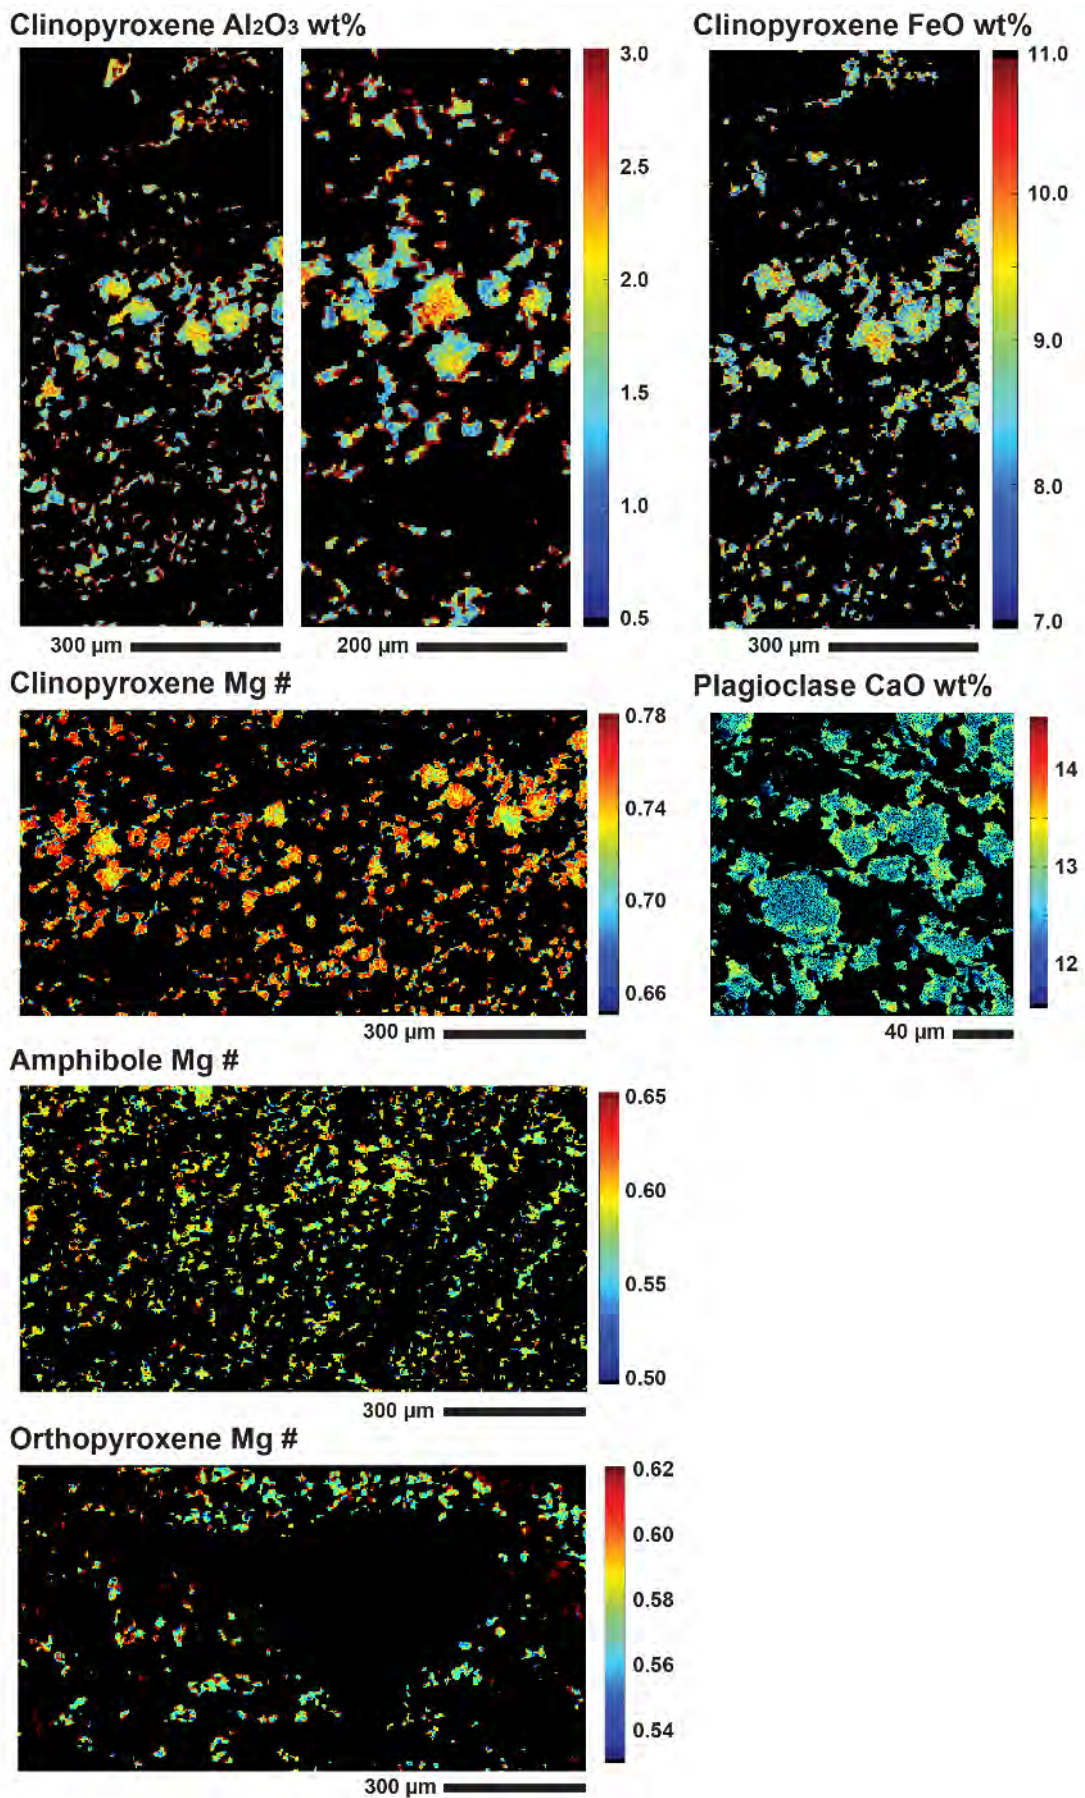 Clinopyroxene Al₂O₃ wt%
3.0
2.5
2.0
1.5
1.0
0.5
300 µm
200 µm
Clinopyroxene FeO wt%
11.0
10.0
9.0
8.0
7.0
300 µm
Clinopyroxene Mg #
0.78
0.74
0.70
0.66
300 µm
Plagioclase CaO wt%
14
13
12
40 µm
Amphibole Mg #
0.65
0.60
0.55
0.50
300 µm
Orthopyroxene Mg #
0.62
0.60
0.58
0.56
0.54
300 µm